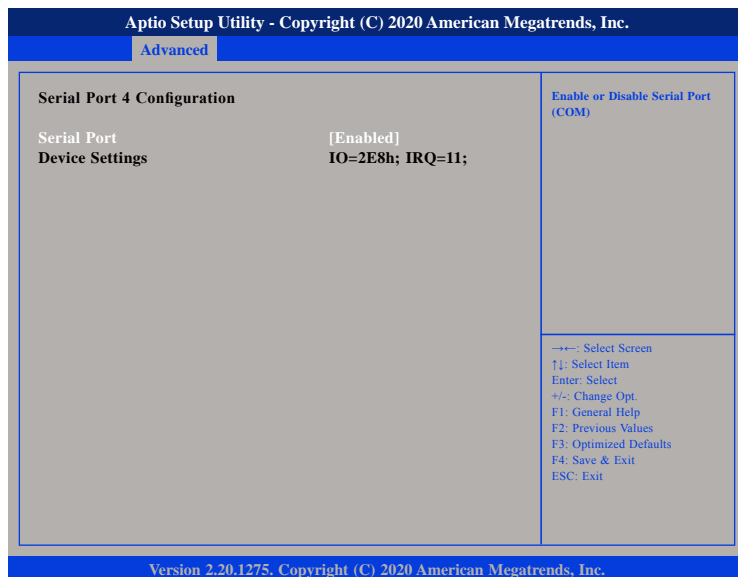 Aptio Setup Utility - Copyright (C) 2020 American Megatrends, Inc.
Advanced
Serial Port 4 Configuration
Serial Port [Enabled]
Device Settings IO=2E8h; IRQ=11;
Enable or Disable Serial Port
(COM)
→←: Select Screen
↑↓: Select Item
Enter: Select
+/-: Change Opt.
F1: General Help
F2: Previous Values
F3: Optimized Defaults
F4: Save & Exit
ESC: Exit
Version 2.20.1275. Copyright (C) 2020 American Megatrends, Inc.